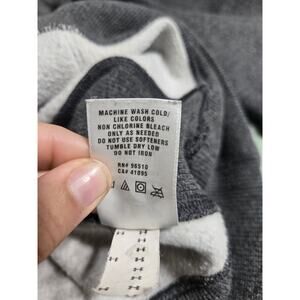 MACHINE WASH COLD/
LIKE COLORS
NON CHLORINE BLEACH
ONLY AS NEEDED
DO NOT USE SOFTENERS
TUMBLE DRY LOW
DO NOT IRON
RN# 96510
CA# 41095